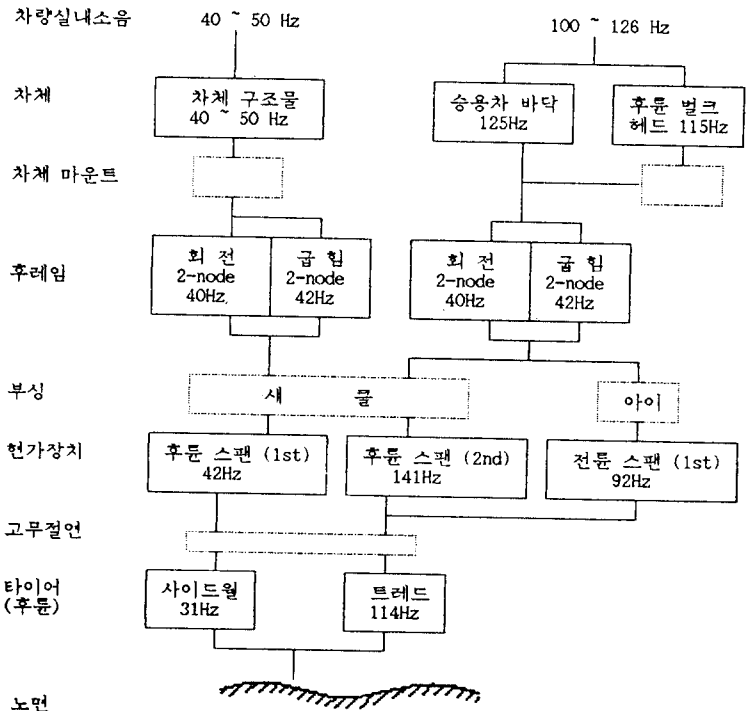 차량실내소음
40 ~ 50 Hz
100 ~ 126 Hz
차체
차체 구조물
40 ~ 50 Hz
승용차 바닥
125Hz
후륜 벌크
헤드 115Hz
차체 마운트
후레임
회 전
2-node
40Hz
굽 힘
2-node
42Hz
회 전
2-node
40Hz
굽 힘
2-node
42Hz
부싱
새 클
아이
현가장치
후륜 스팬 (1st)
42Hz
후륜 스팬 (2nd)
141Hz
전륜 스팬 (1st)
92Hz
고무절연
타이어
(후륜)
사이드월
31Hz
트레드
114Hz
노면